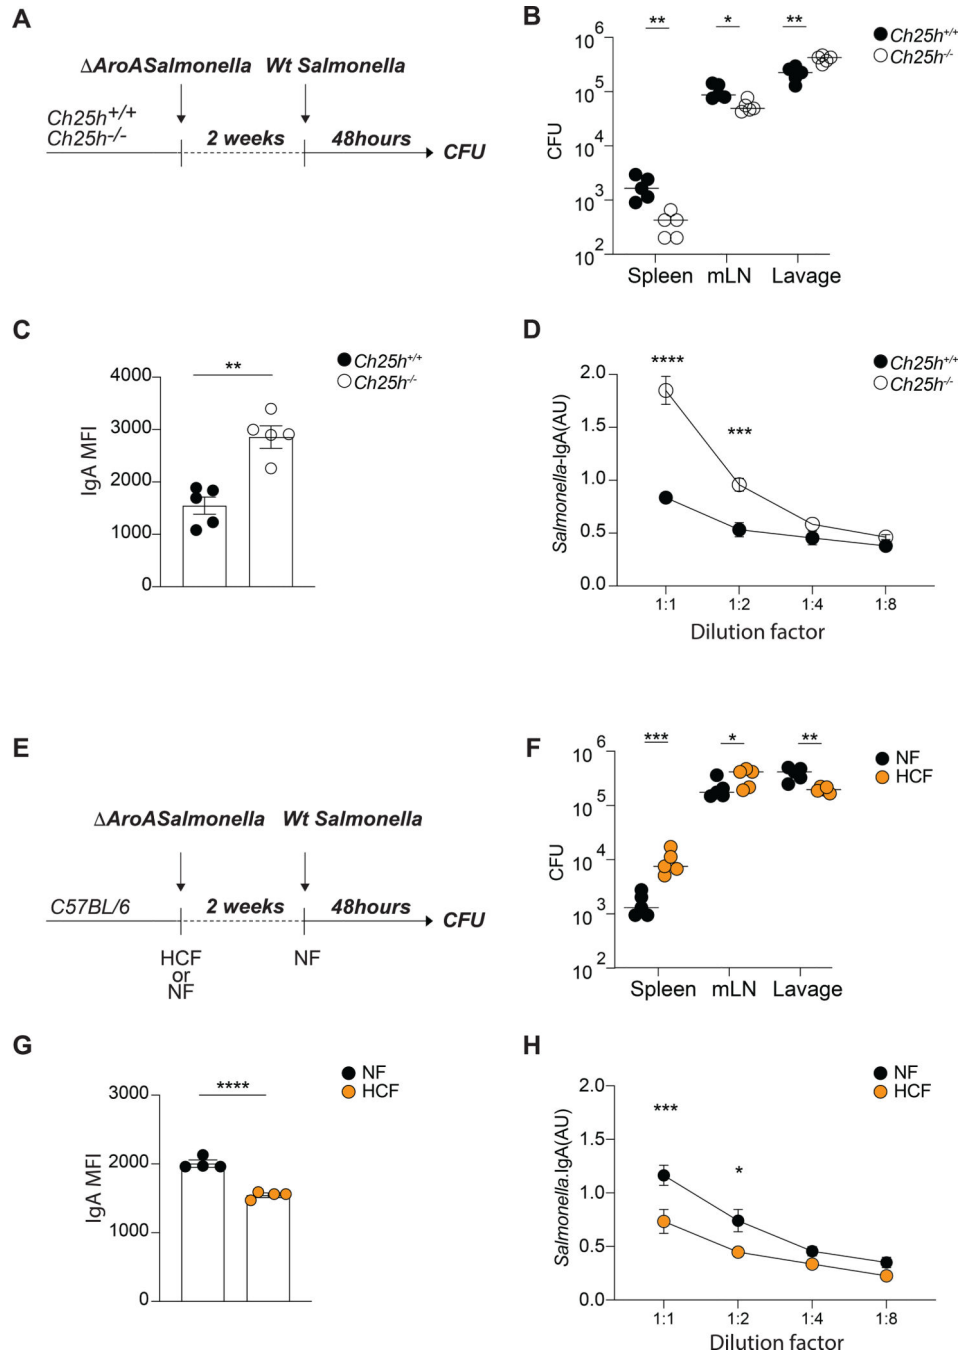 A
ΔAroASalmonella Wt Salmonella
Ch25h+/+
Ch25h-/-
2 weeks 48hours CFU
B
** * **
Ch25h+/+
Ch25h-/-
CFU
10^6
10^5
10^4
10^3
10^2
Spleen mLN Lavage
C
Ch25h+/+
Ch25h-/-
**
IgA MFI
4000
3000
2000
1000
0
D
Ch25h+/+
Ch25h-/-
****
***
Salmonella-IgA(AU)
2.0
1.5
1.0
0.5
0.0
1:1 1:2 1:4 1:8
Dilution factor
E
ΔAroASalmonella Wt Salmonella
C57BL/6 2 weeks 48hours CFU
HCF
or
NF
NF
F
*** * **
NF
HCF
CFU
10^6
10^5
10^4
10^3
10^2
Spleen mLN Lavage
G
NF
HCF
****
IgA MFI
3000
2000
1000
0
H
NF
HCF
***
*
Salmonella.IgA(AU)
2.0
1.5
1.0
0.5
0.0
1:1 1:2 1:4 1:8
Dilution factor